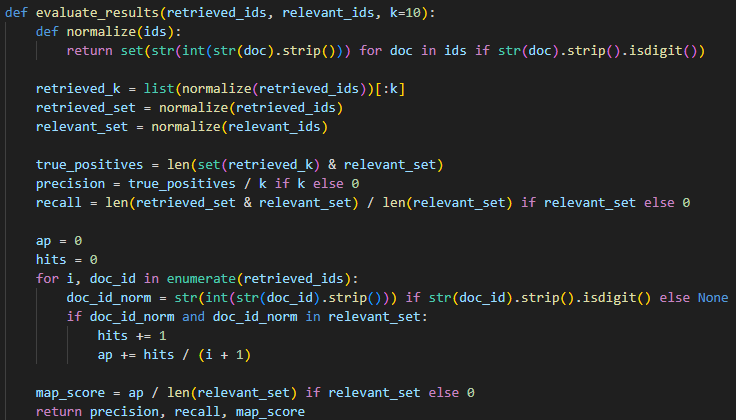 def evaluate_results(retrieved_ids, relevant_ids, k=10):
    def normalize(ids):
        return set(str(int(str(doc).strip())) for doc in ids if str(doc).strip().isdigit())

    retrieved_k = list(normalize(retrieved_ids))[:k]
    retrieved_set = normalize(retrieved_ids)
    relevant_set = normalize(relevant_ids)

    true_positives = len(set(retrieved_k) & relevant_set)
    precision = true_positives / k if k else 0
    recall = len(retrieved_set & relevant_set) / len(relevant_set) if relevant_set else 0

    ap = 0
    hits = 0
    for i, doc_id in enumerate(retrieved_ids):
        doc_id_norm = str(int(str(doc_id).strip())) if str(doc_id).strip().isdigit() else None
        if doc_id_norm and doc_id_norm in relevant_set:
            hits += 1
            ap += hits / (i + 1)

    map_score = ap / len(relevant_set) if relevant_set else 0
    return precision, recall, map_score